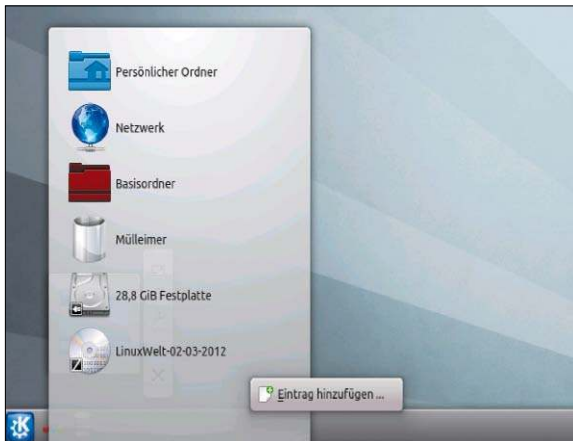 Persönlicher Ordner
Netzwerk
Basisordner
Mülleimer
28,8 GiB Festplatte
LinuxWelt-02-03-2012
Eintrag hinzufügen ...
K